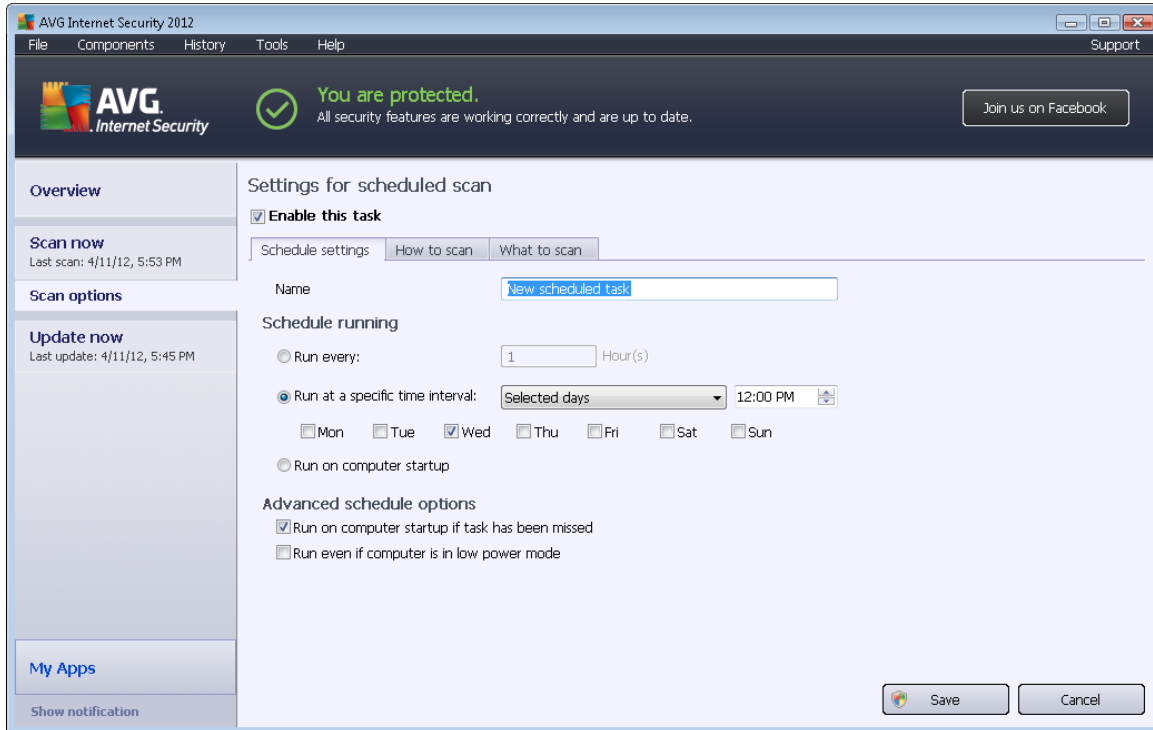 AVG Internet Security 2012
File Components History Tools Help Support
AVG.
Internet Security
You are protected.
All security features are working correctly and are up to date.
Join us on Facebook
Overview
Scan now
Last scan: 4/11/12, 5:53 PM
Scan options
Update now
Last update: 4/11/12, 5:45 PM
My Apps
Show notification
Settings for scheduled scan
Enable this task
Schedule settings How to scan What to scan
Name New scheduled task
Schedule running
Run every: 1 Hour(s)
Run at a specific time interval: Selected days 12:00 PM
Mon Tue Wed Thu Fri Sat Sun
Run on computer startup
Advanced schedule options
Run on computer startup if task has been missed
Run even if computer is in low power mode
Save Cancel